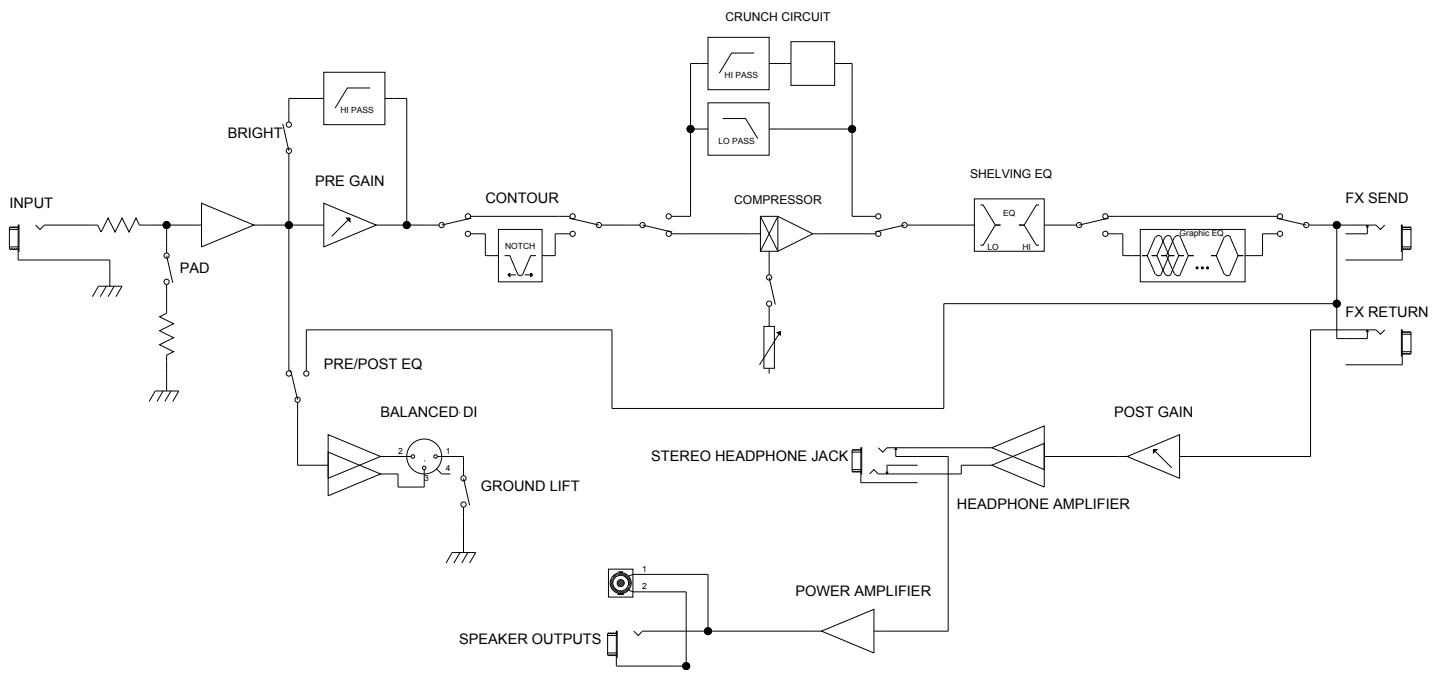 CRUNCH CIRCUIT
HI PASS
HI PASS
LO PASS
BRIGHT
PRE GAIN
CONTOUR
COMPRESSOR
SHELVING EQ
INPUT
FX SEND
EQ
LO
HI
NOTCH
Graphic EQ
PAD
FX RETURN
PRE/POST EQ
BALANCED DI
POST GAIN
2
1
4
3
STEREO HEADPHONE JACK
GROUND LIFT
HEADPHONE AMPLIFIER
1
2
POWER AMPLIFIER
SPEAKER OUTPUTS